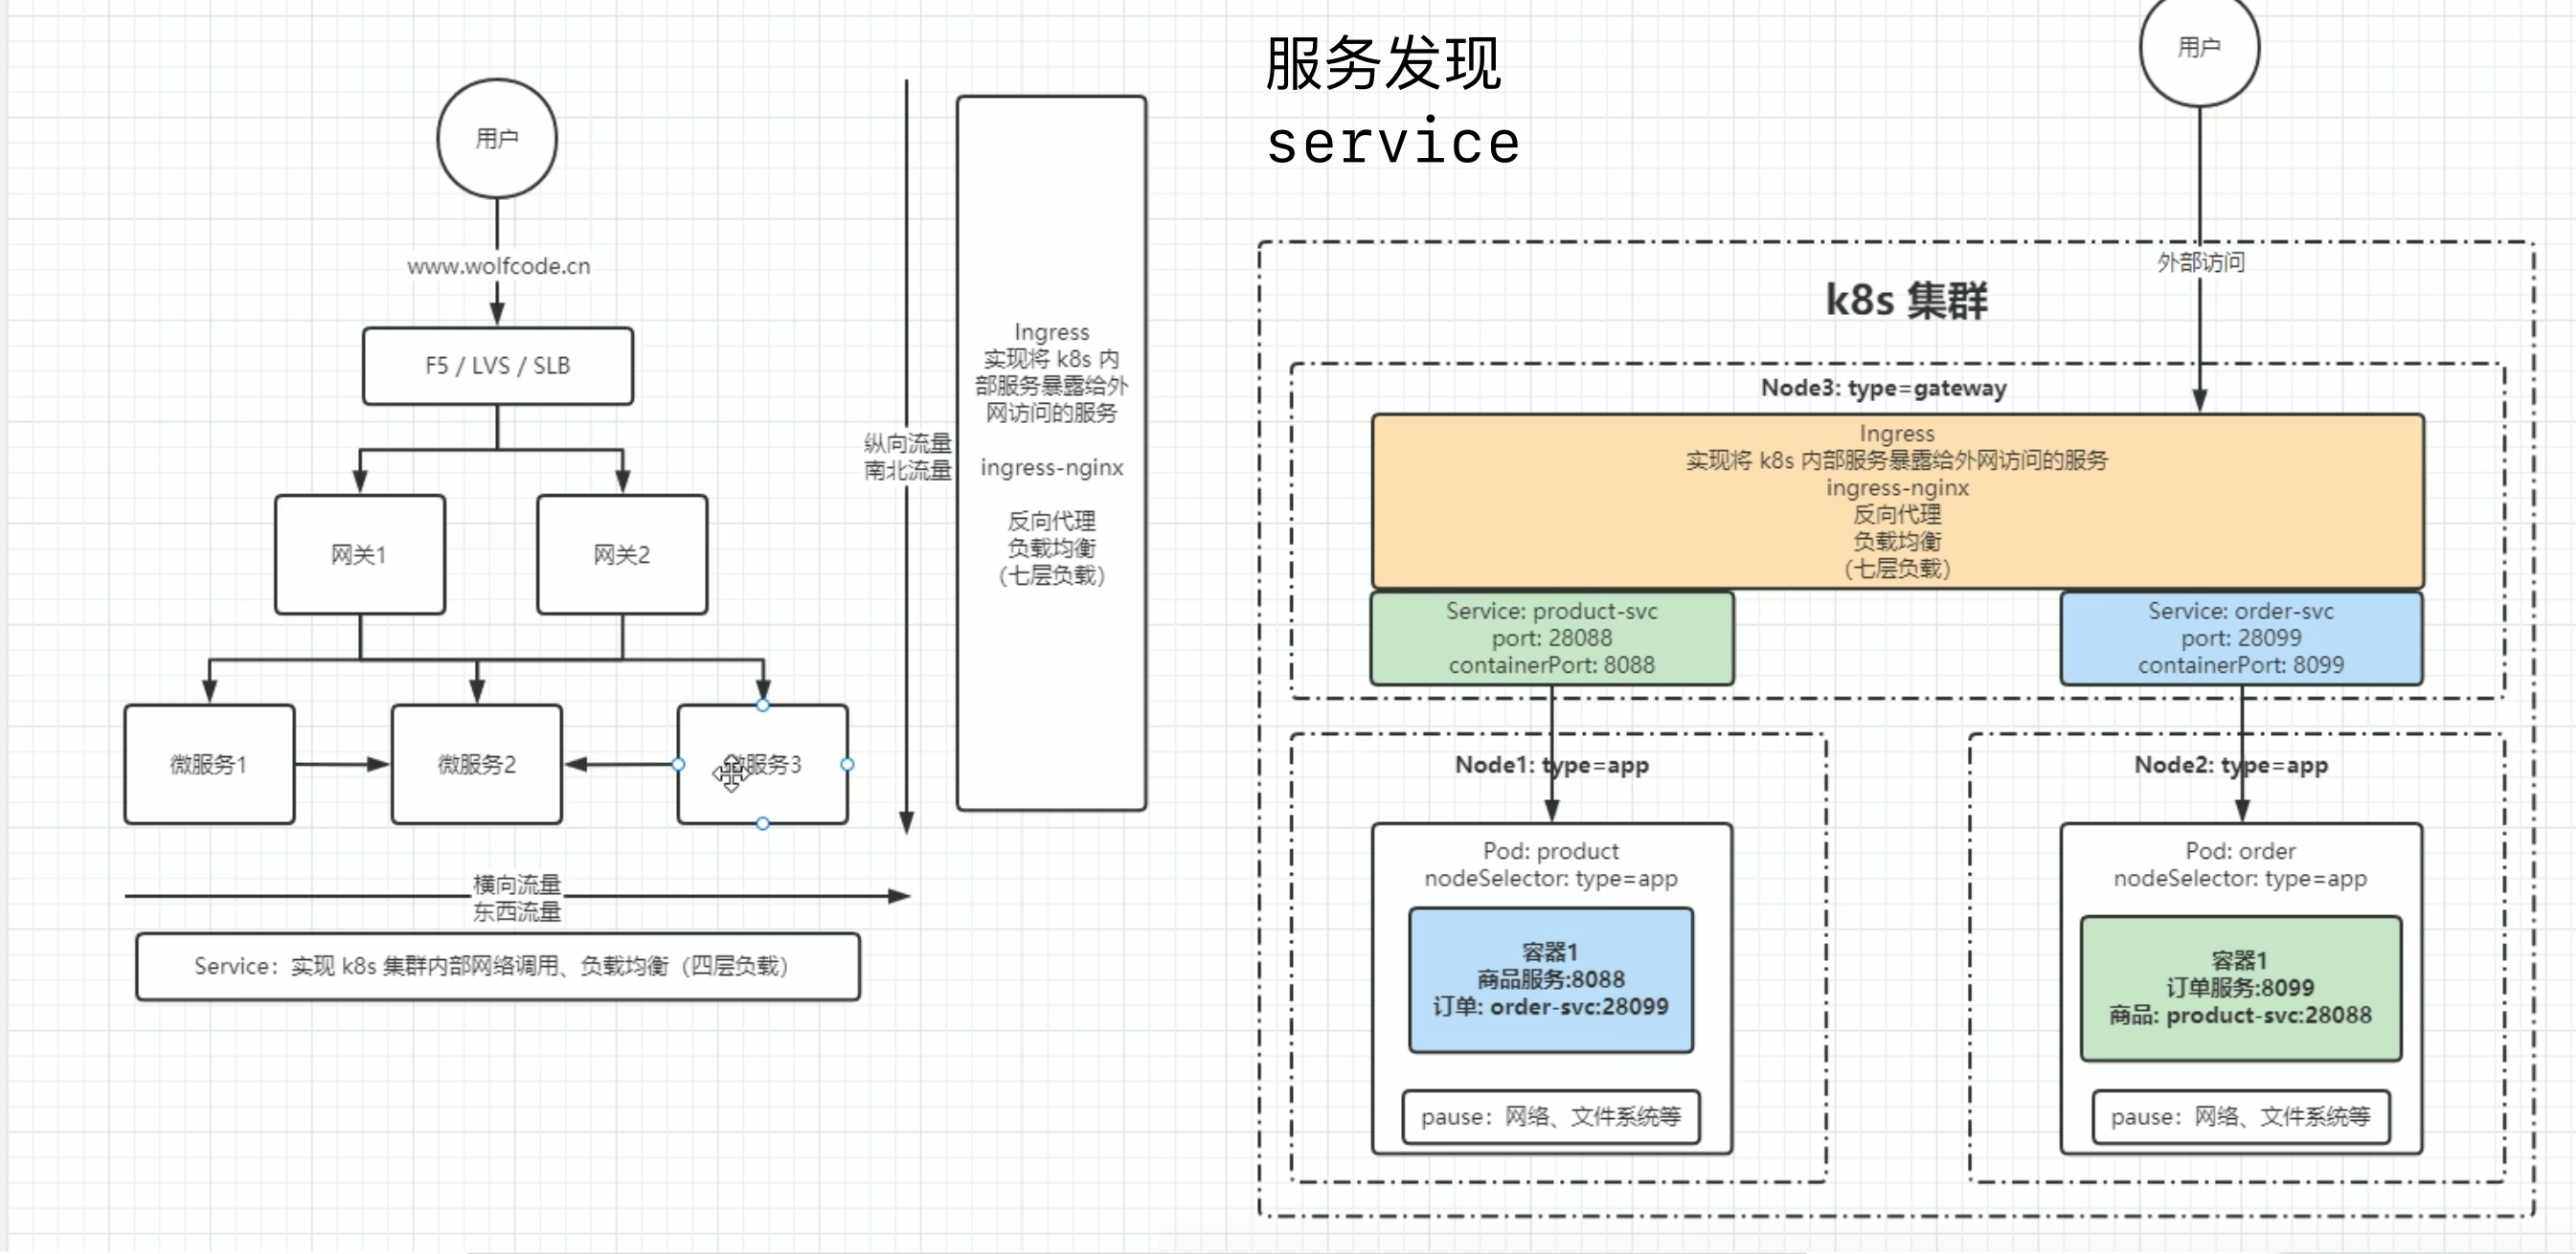 服务发现
service
用户
www.wolfcode.cn
F5 / LVS / SLB
网关1
网关2
微服务1
微服务2
服务3
横向流量
东西流量
Service：实现 k8s 集群内部网络调用、负载均衡（四层负载）
纵向流量
南北流量
Ingress
实现将 k8s 内
部服务暴露给外
网访问的服务
ingress-nginx
反向代理
负载均衡
（七层负载）
用户
外部访问
k8s 集群
Node3: type=gateway
Ingress
实现将 k8s 内部服务暴露给外网访问的服务
ingress-nginx
反向代理
负载均衡
（七层负载）
Service: product-svc
port: 28088
containerPort: 8088
Service: order-svc
port: 28099
containerPort: 8099
Node1: type=app
Pod: product
nodeSelector: type=app
容器1
商品服务:8088
订单: order-svc:28099
pause：网络、文件系统等
Node2: type=app
Pod: order
nodeSelector: type=app
容器1
订单服务:8099
商品: product-svc:28088
pause：网络、文件系统等